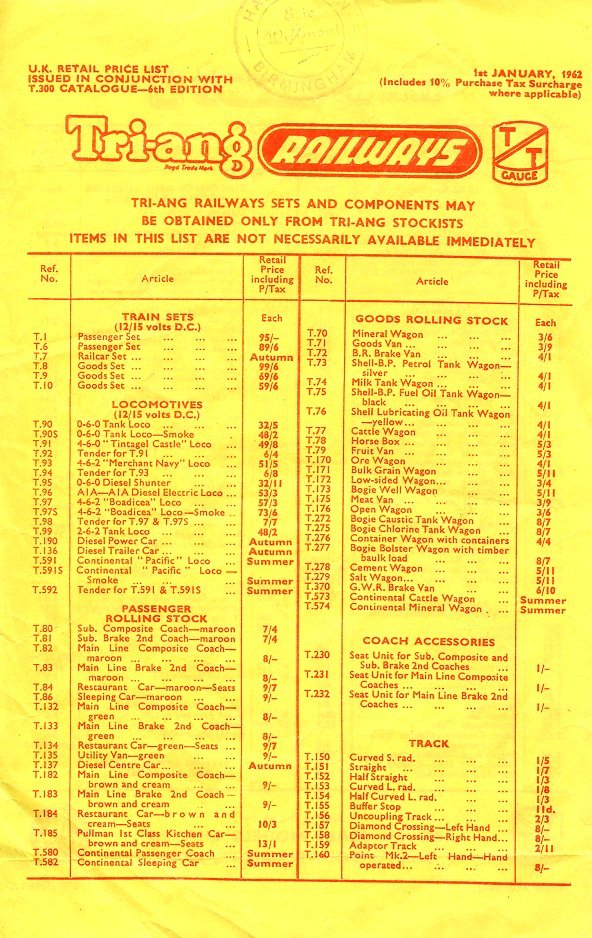 BIRMINGHAM
U.K. RETAIL PRICE LIST
ISSUED IN CONJUNCTION WITH
T.300 CATALOGUE—6th EDITION
1st JANUARY, 1962
(Includes 10% Purchase Tax Surcharge
where applicable)
Tri-ang RAILWAYS TT GAUGE
Regd Trade Mark
TRI-ANG RAILWAYS SETS AND COMPONENTS MAY
BE OBTAINED ONLY FROM TRI-ANG STOCKISTS
ITEMS IN THIS LIST ARE NOT NECESSARILY AVAILABLE IMMEDIATELY
Ref. No. Article Retail Price including P/Tax
TRAIN SETS Each
(12/15 volts D.C.)
T.1 Passenger Set ... ... ... 95/-
T.6 Passenger Set ... ... ... 89/6
T.7 Railcar Set ... ... ... Autumn
T.8 Goods Set ... ... ... 99/6
T.9 Goods Set ... ... ... 69/6
T.10 Goods Set ... ... ... 59/6
LOCOMOTIVES
(12/15 volts D.C.)
T.90 0-6-0 Tank Loco ... ... ... 32/5
T.90S 0-6-0 Tank Loco—Smoke ... 48/2
T.91 4-6-0 "Tintagel Castle" Loco ... 49/8
T.92 Tender for T.91 ... ... 6/4
T.93 4-6-2 "Merchant Navy" Loco ... 51/5
T.94 Tender for T.93 ... ... ... 6/8
T.95 0-6-0 Diesel Shunter ... 32/11
T.96 A1A—A1A Diesel Electric Loco ... 53/3
T.97 4-6-2 "Boadicea" Loco ... 57/3
T.97S 4-6-2 "Boadicea" Loco—Smoke ... 73/6
T.98 Tender for T.97 & T.97S ... 7/7
T.99 2-6-2 Tank Loco ... ... 48/2
T.190 Diesel Power Car ... ... Autumn
T.136 Diesel Trailer Car ... ... Autumn
T.591 Continental "Pacific" Loco ... Summer
T.591S Continental "Pacific" Loco —
Smoke ... ... ... ... Summer
T.592 Tender for T.591 & T.591S ... Summer
PASSENGER
ROLLING STOCK
T.80 Sub. Composite Coach—maroon 7/4
T.81 Sub. Brake 2nd Coach—maroon 7/4
T.82 Main Line Composite Coach—
maroon ... ... ... ... 8/-
T.83 Main Line Brake 2nd Coach—
maroon ... ... ... ... 8/-
T.84 Restaurant Car—maroon—Seats 9/7
T.86 Sleeping Car—maroon ... ... 9/-
T.132 Main Line Composite Coach—
green ... ... ... ... 8/-
T.133 Main Line Brake 2nd Coach—
green ... ... ... ... 8/-
T.134 Restaurant Car—green—Seats ... 9/7
T.135 Utility Van—green ... ... 9/-
T.137 Diesel Centre Car... ... ... Autumn
T.182 Main Line Composite Coach—
brown and cream ... ... 9/-
T.183 Main Line Brake 2nd Coach—
brown and cream ... ... 9/-
T.184 Restaurant Car—brown and
cream—Seats ... ... ... 10/3
T.185 Pullman 1st Class Kitchen Car—
brown and cream—Seats ... 13/1
T.580 Continental Passenger Coach ... Summer
T.582 Continental Sleeping Car ... Summer
Ref. No. Article Retail Price including P/Tax
GOODS ROLLING STOCK Each
T.70 Mineral Wagon ... ... ... 3/6
T.71 Goods Van ... ... ... ... 3/9
T.72 B.R. Brake Van ... ... ... 4/1
T.73 Shell-B.P. Petrol Tank Wagon—
silver ... ... ... ... 4/1
T.74 Milk Tank Wagon ... ... ... 4/1
T.75 Shell-B.P. Fuel Oil Tank Wagon—
black ... ... ... ... 4/1
T.76 Shell Lubricating Oil Tank Wagon
—yellow... ... ... ... 4/1
T.77 Cattle Wagon ... ... ... 4/1
T.78 Horse Box ... ... ... ... 5/3
T.79 Fruit Van ... ... ... ... 5/3
T.170 Ore Wagon ... ... ... 4/1
T.171 Bulk Grain Wagon ... ... 5/11
T.172 Low-sided Wagon... ... ... 3/4
T.173 Bogie Well Wagon ... ... 5/11
T.175 Meat Van ... ... ... ... 3/9
T.176 Open Wagon ... ... ... 3/6
T.272 Bogie Caustic Tank Wagon ... 8/7
T.275 Bogie Chlorine Tank Wagon ... 8/7
T.276 Container Wagon with containers 4/4
T.277 Bogie Bolster Wagon with timber
baulk load ... ... ... 8/7
T.278 Cement Wagon ... ... ... 5/11
T.279 Salt Wagon... ... ... ... 5/11
T.370 G.W.R. Brake Van ... ... 6/10
T.573 Continental Cattle Wagon ... Summer
T.574 Continental Mineral Wagon . Summer
COACH ACCESSORIES
T.230 Seat Unit for Sub. Composite and
Sub. Brake 2nd Coaches ... 1/-
T.231 Seat Unit for Main Line Composite
Coaches ... ... ... ... 1/-
T.232 Seat Unit for Main Line Brake 2nd
Coaches ... ... ... ... 1/-
TRACK
T.150 Curved S. rad. ... ... ... 1/5
T.151 Straight ... ... ... ... 1/7
T.152 Half Straight ... ... ... 1/3
T.153 Curved L. rad. ... ... ... 1/8
T.154 Half Curved L. rad. ... ... 1/3
T.155 Buffer Stop ... ... ... 11d.
T.156 Uncoupling Track ... ... ... 2/3
T.157 Diamond Crossing—Left Hand ... 8/-
T.158 Diamond Crossing—Right Hand... 8/-
T.159 Adaptor Track ... ... ... 2/11
T.160 Point Mk.2—Left Hand—Hand
operated... ... ... ... 8/-